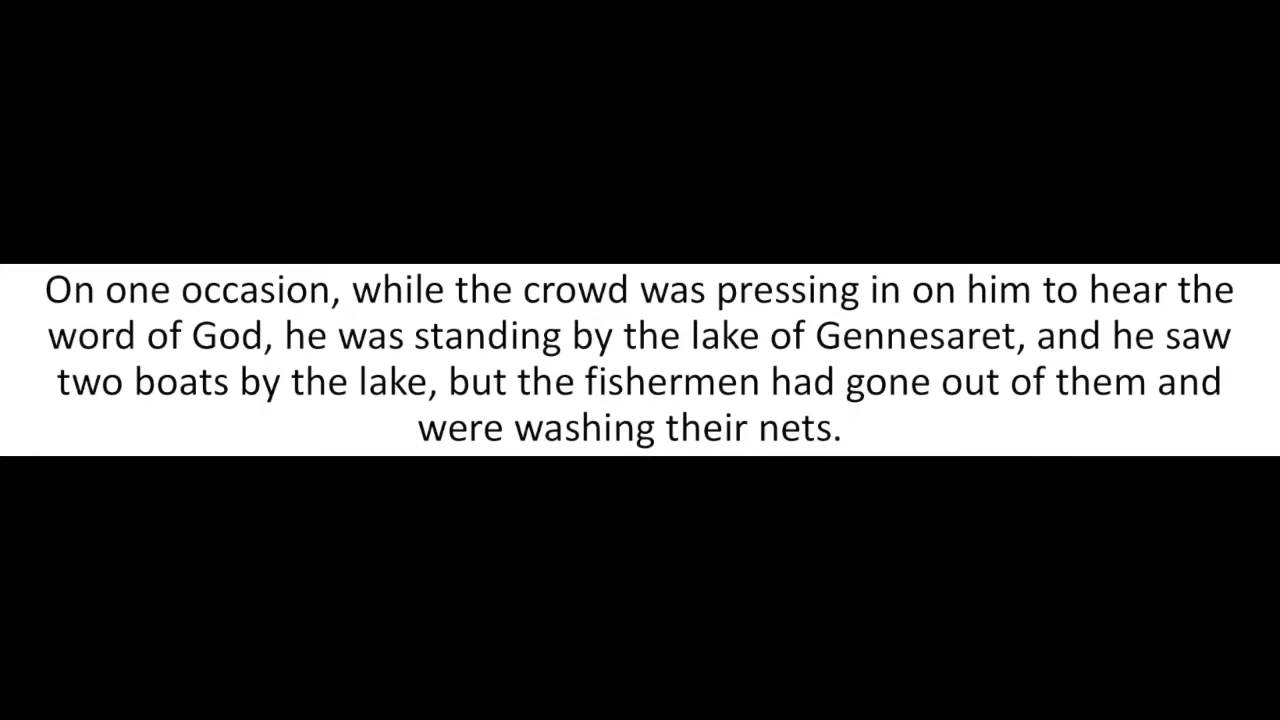 On one occasion, while the crowd was pressing in on him to hear the
word of God, he was standing by the lake of Gennesaret, and he saw
two boats by the lake, but the fishermen had gone out of them and
were washing their nets.